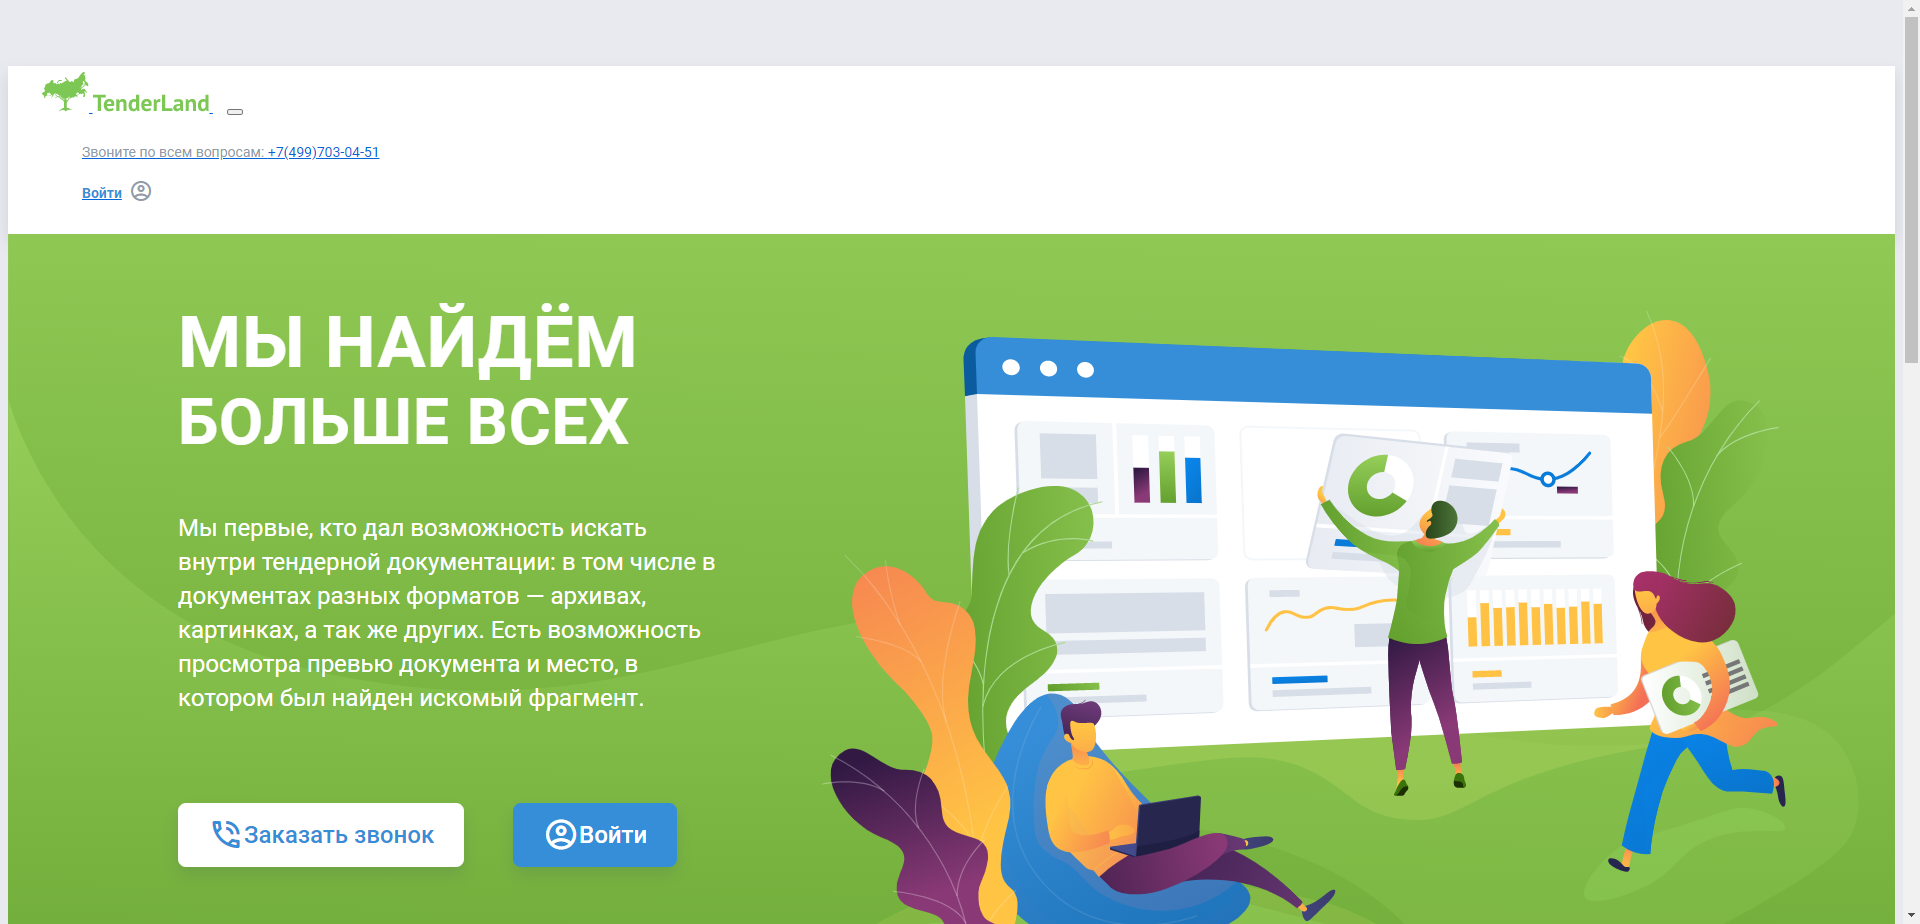 TenderLand
Звоните по всем вопросам: +7(499)703-04-51
Войти
МЫ НАЙДЁМ
БОЛЬШЕ ВСЕХ
Мы первые, кто дал возможность искать
внутри тендерной документации: в том числе в
документах разных форматов — архивах,
картинках, а так же других. Есть возможность
просмотра превью документа и место, в
котором был найден искомый фрагмент.
Заказать звонок
Войти